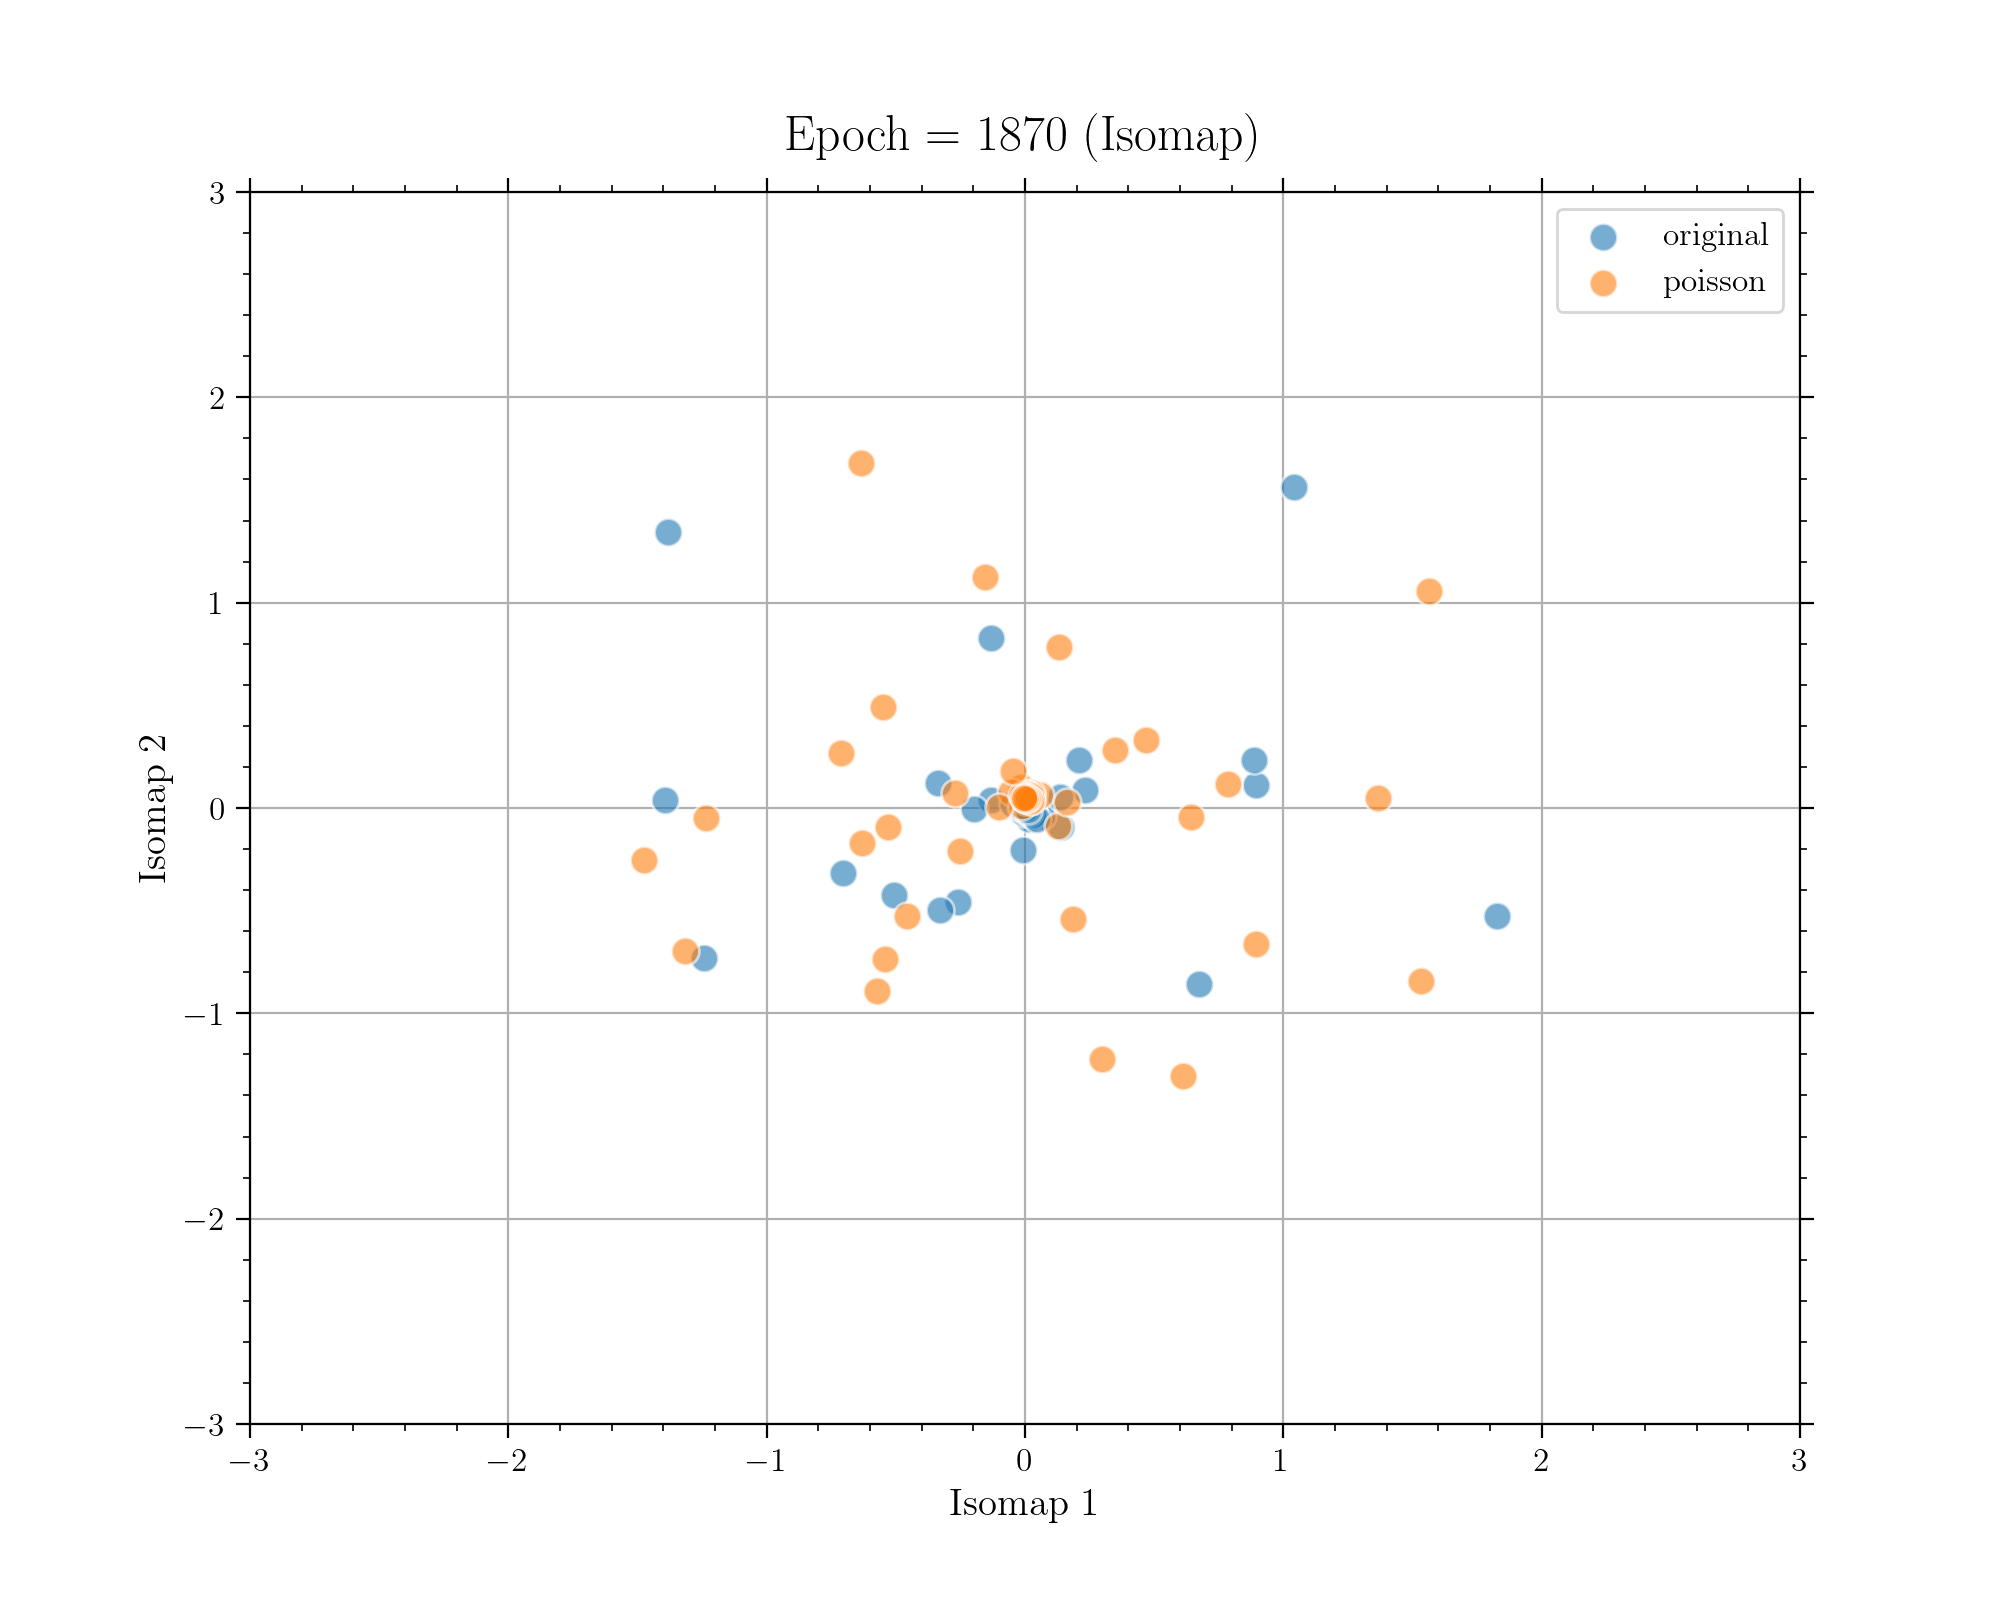 Epoch = 1870 (Isomap)
original
poisson
3
2
1
0
−1
−2
−3
Isomap 2
−3
−2
−1
0
1
2
3
Isomap 1